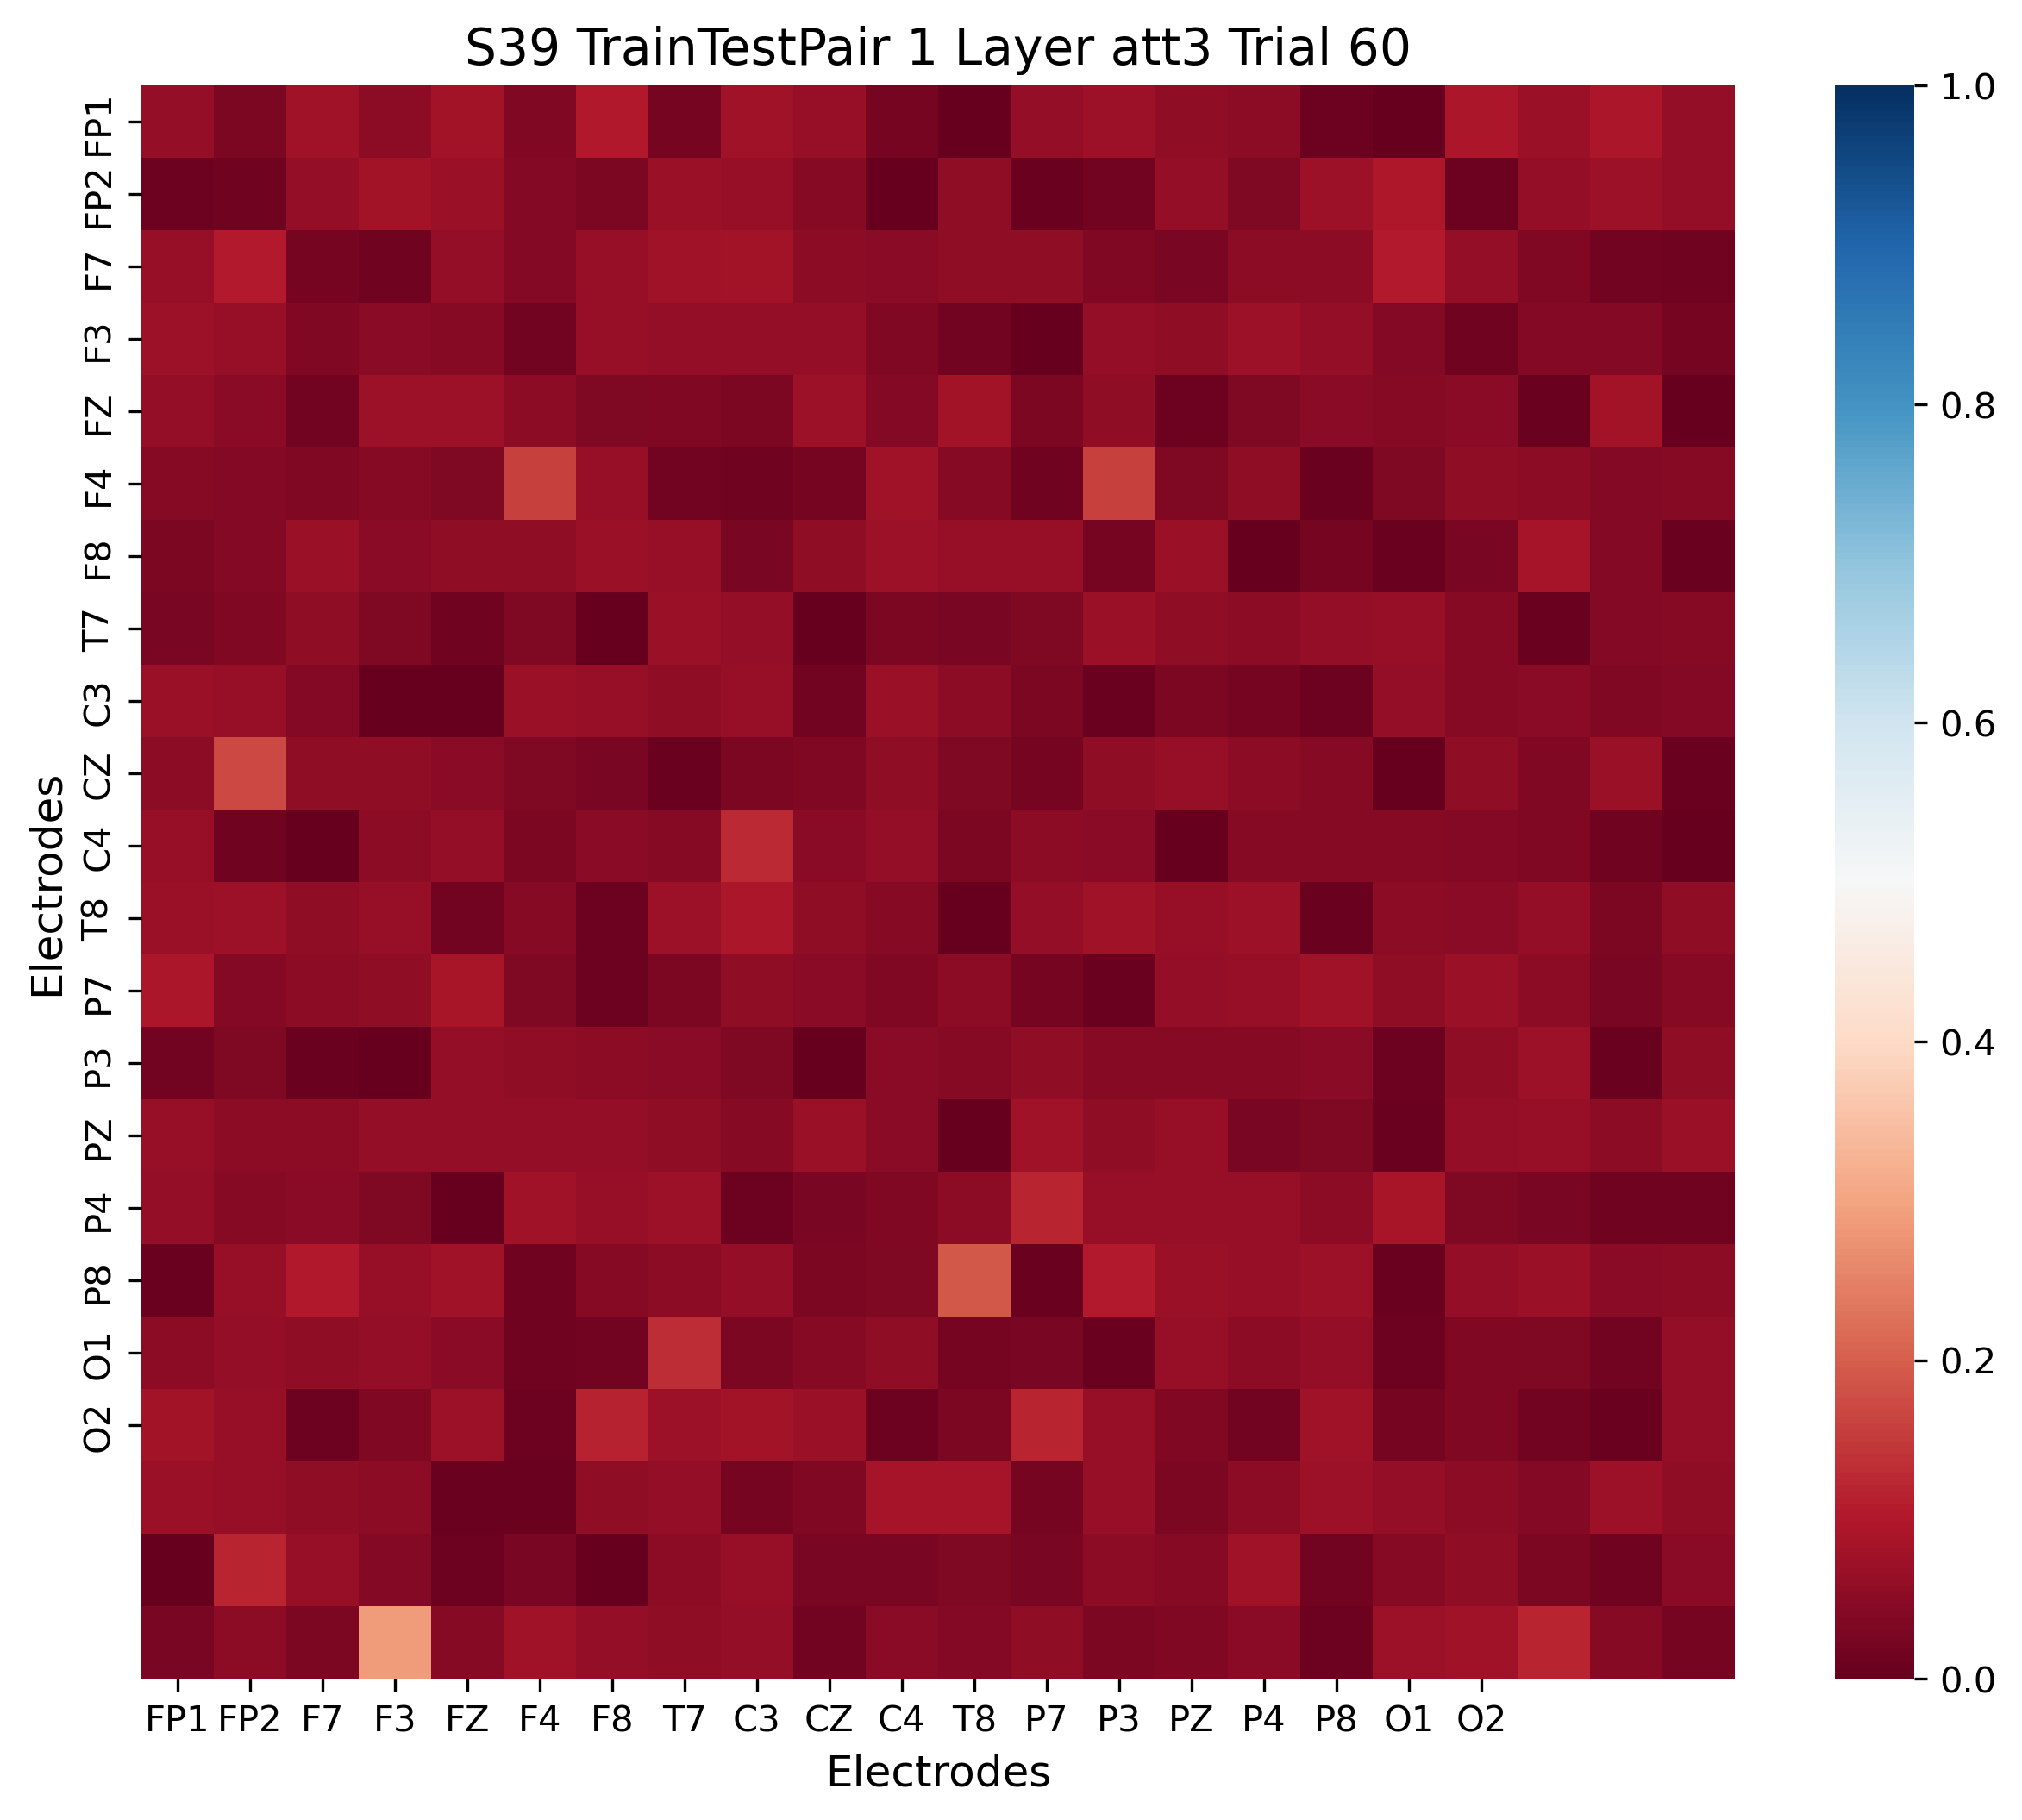 S39 TrainTestPair 1 Layer att3 Trial 60
Electrodes
FP1
FP2
F7
F3
FZ
F4
F8
T7
C3
CZ
C4
T8
P7
P3
PZ
P4
P8
O1
O2
FP1 FP2 F7 F3 FZ F4 F8 T7 C3 CZ C4 T8 P7 P3 PZ P4 P8 O1 O2
Electrodes
1.0
0.8
0.6
0.4
0.2
0.0